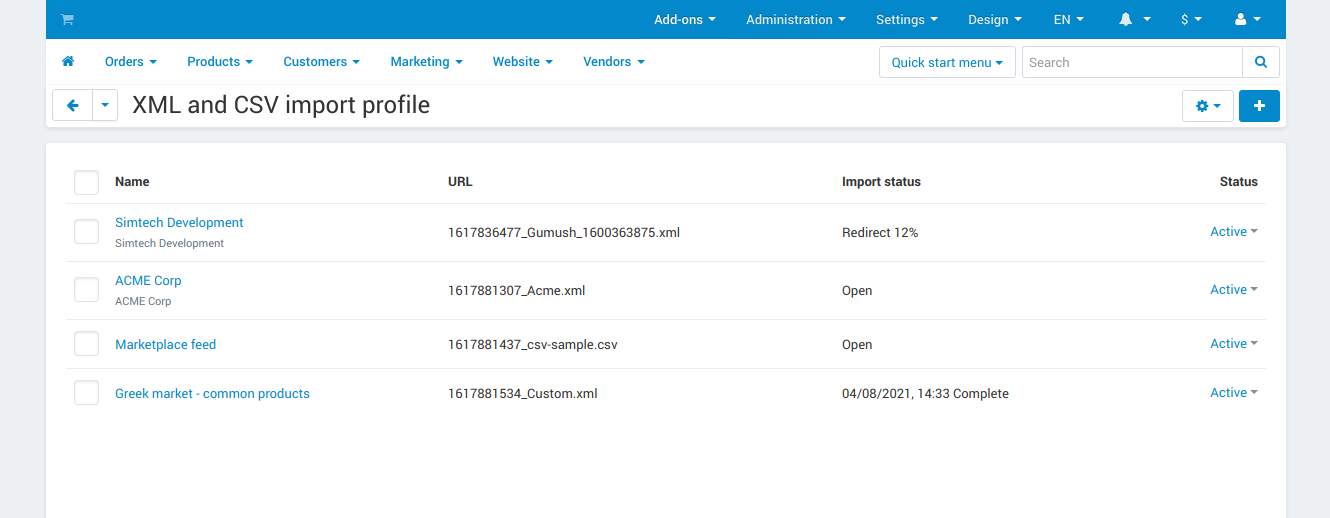 Add-ons Administration Settings Design EN $
Orders Products Customers Marketing Website Vendors Quick start menu Search
XML and CSV import profile
Name URL Import status Status
Simtech Development 1617836477_Gumush_1600363875.xml Redirect 12% Active
Simtech Development
ACME Corp 1617881307_Acme.xml Open Active
ACME Corp
Marketplace feed 1617881437_csv-sample.csv Open Active
Greek market - common products 1617881534_Custom.xml 04/08/2021, 14:33 Complete Active